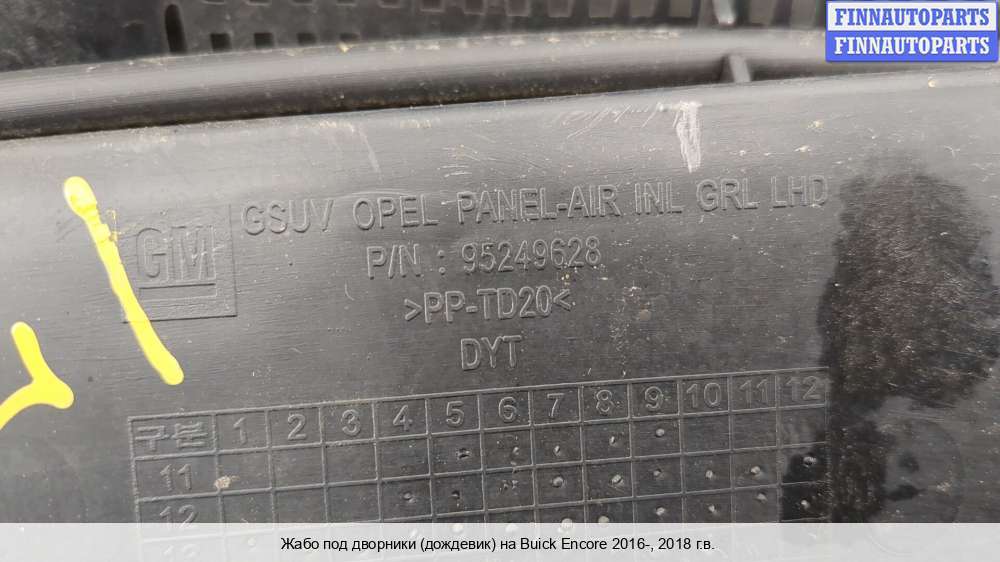 FINNAUTOPARTS
FINNAUTOPARTS
GSUV OPEL PANEL-AIR INL GRL LHD
GM
P/N : 95249628
>PP-TD20<
DYT
구분 1 2 3 4 5 6 7 8 9 10 11 12
11
12
Жабо под дворники (дождевик) на Buick Encore 2016-, 2018 г.в.